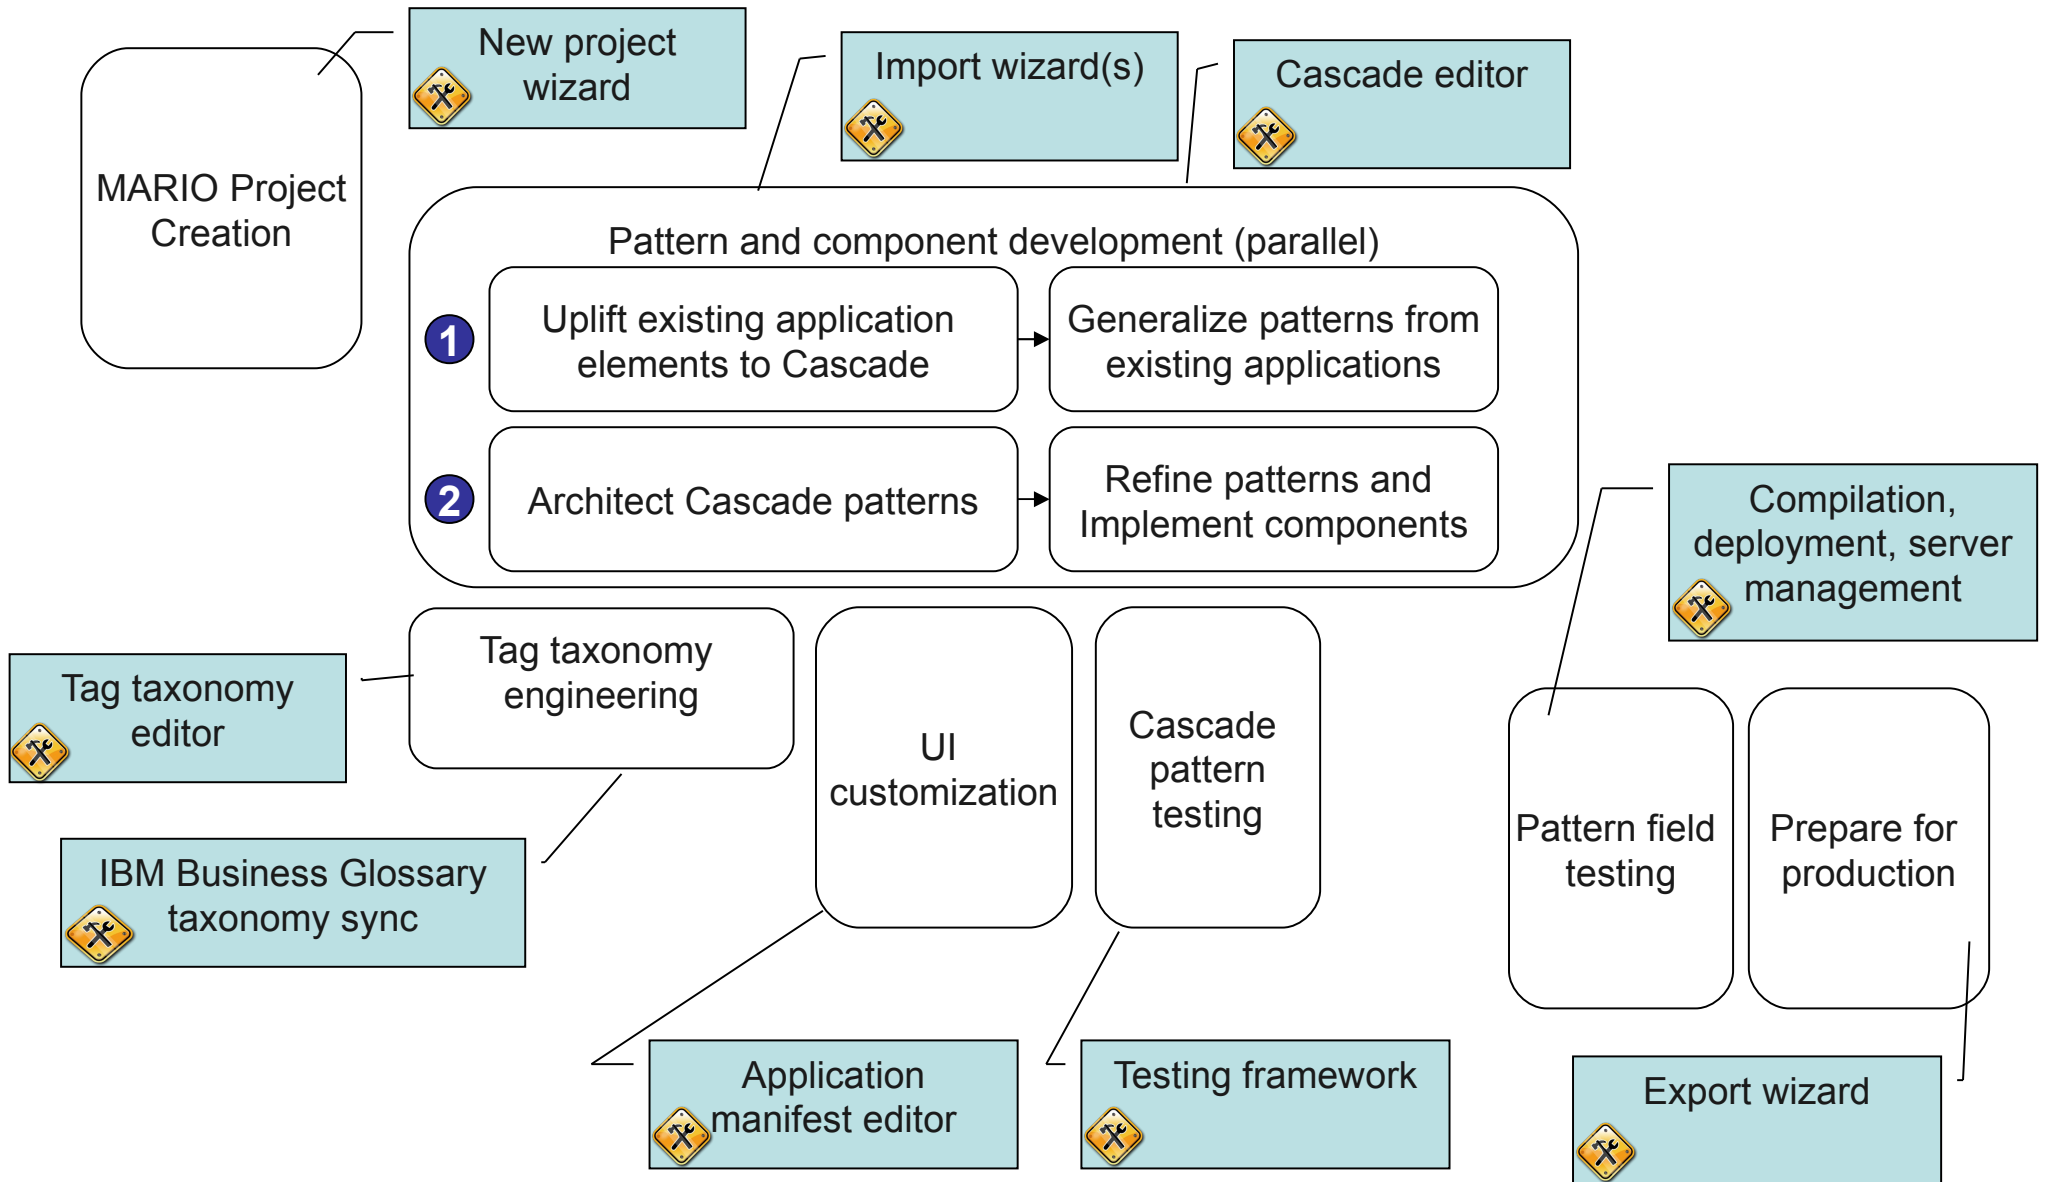 New project
wizard
Import wizard(s)
Cascade editor
MARIO Project
Creation
Pattern and component development (parallel)
1
Uplift existing application
elements to Cascade
Generalize patterns from
existing applications
2
Architect Cascade patterns
Refine patterns and
Implement components
Compilation,
deployment, server
management
Tag taxonomy
engineering
Tag taxonomy
editor
UI
customization
Cascade
pattern
testing
Pattern field
testing
Prepare for
production
IBM Business Glossary
taxonomy sync
Application
manifest editor
Testing framework
Export wizard